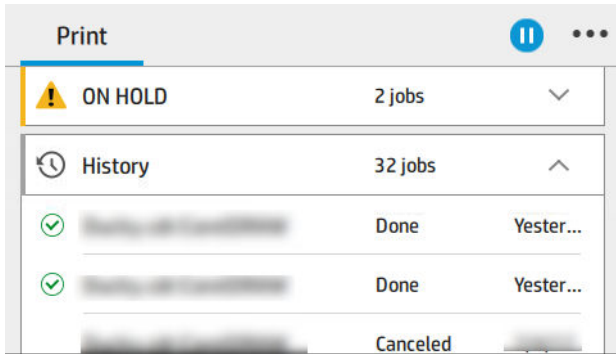 Print
ON HOLD 2 jobs
History 32 jobs
Done Yester...
Done Yester...
Canceled